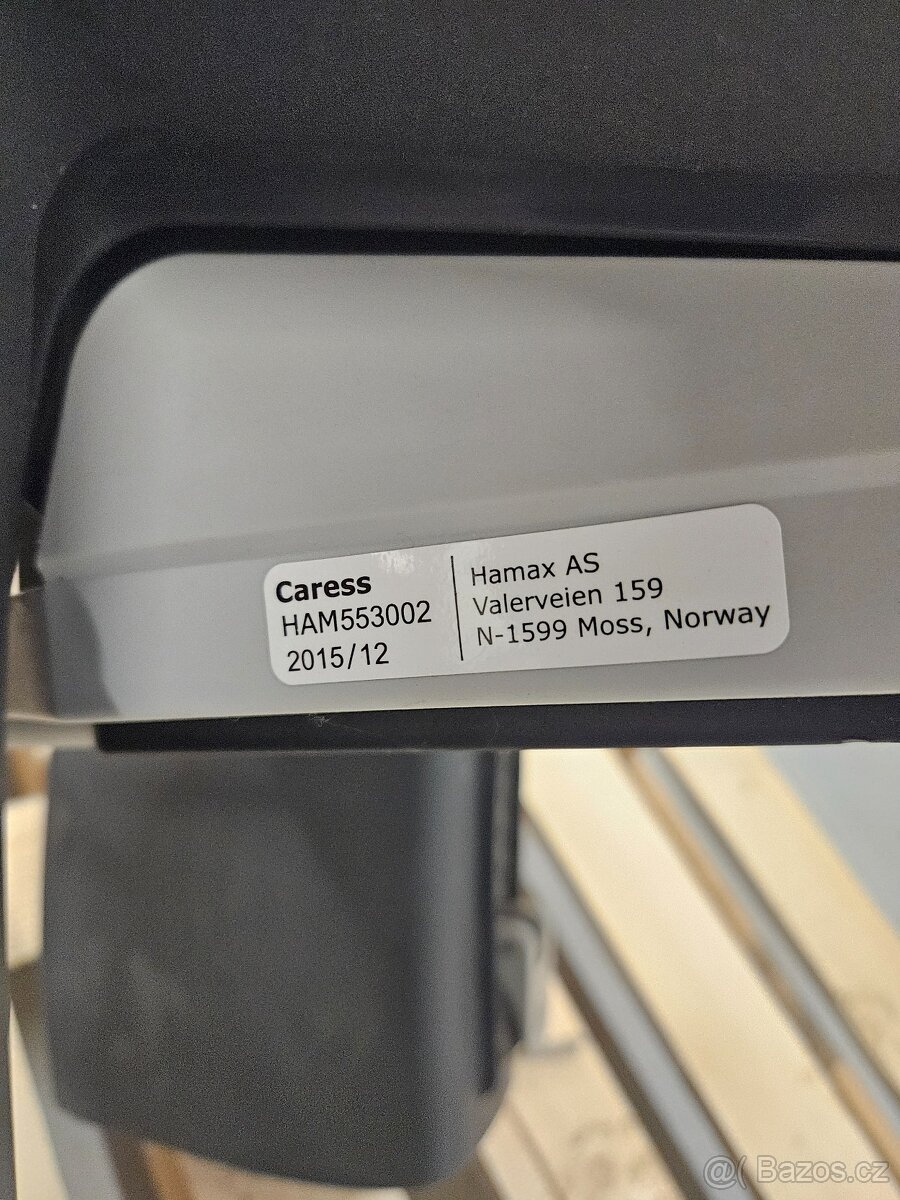 Caress
HAM553002
2015/12
Hamax AS
Valerveien 159
N-1599 Moss, Norway
@( Bazos.cz